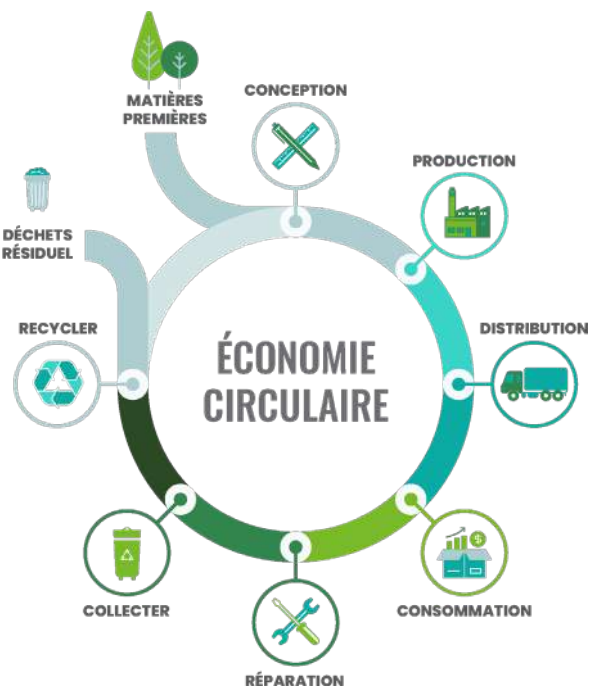 MATIÈRES
PREMIÈRES
CONCEPTION
PRODUCTION
DÉCHETS
RÉSIDUEL
RECYCLER
DISTRIBUTION
ÉCONOMIE
CIRCULAIRE
$
COLLECTER
CONSOMMATION
RÉPARATION